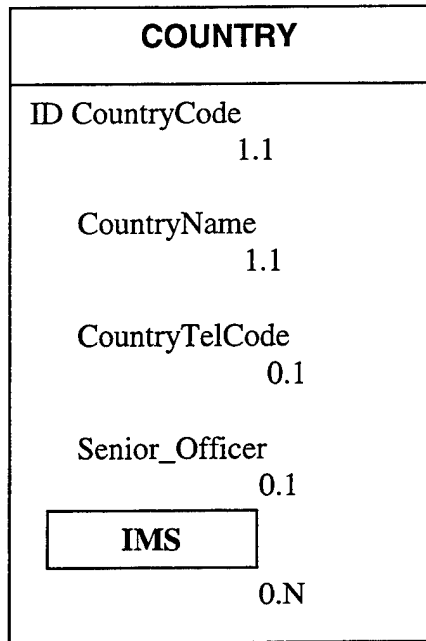 COUNTRY
ID CountryCode
1.1
CountryName
1.1
CountryTelCode
0.1
Senior_Officer
0.1
IMS
0.N